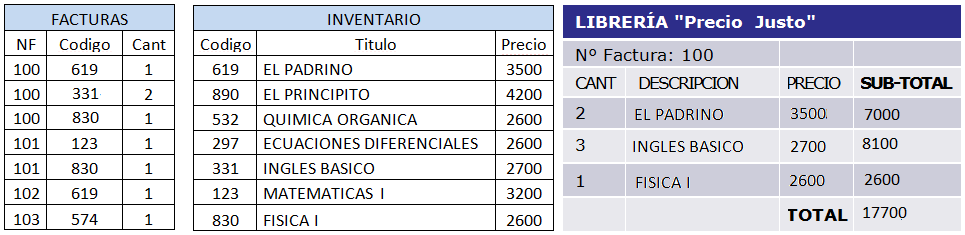 FACTURAS
NF Codigo Cant
100 619 1
100 331 2
100 830 1
101 123 1
101 830 1
102 619 1
103 574 1
INVENTARIO
Codigo Titulo Precio
619 EL PADRINO 3500
890 EL PRINCIPITO 4200
532 QUIMICA ORGANICA 2600
297 ECUACIONES DIFERENCIALES 2600
331 INGLES BASICO 2700
123 MATEMATICAS I 3200
830 FISICA I 2600
LIBRERÍA "Precio Justo"
Nº Factura: 100
CANT DESCRIPCION PRECIO SUB-TOTAL
2 EL PADRINO 3500 7000
3 INGLES BASICO 2700 8100
1 FISICA I 2600 2600
TOTAL 17700